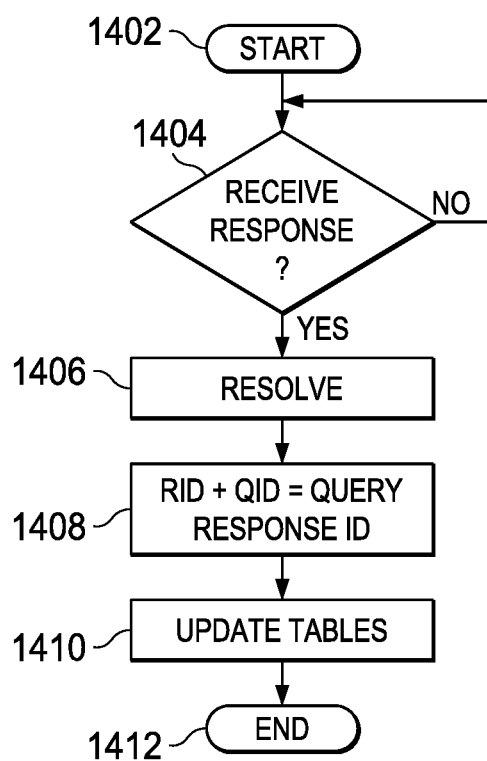 1402
START
1404
RECEIVE
RESPONSE
?
NO
YES
1406
RESOLVE
1408
RID + QID = QUERY
RESPONSE ID
1410
UPDATE TABLES
1412
END